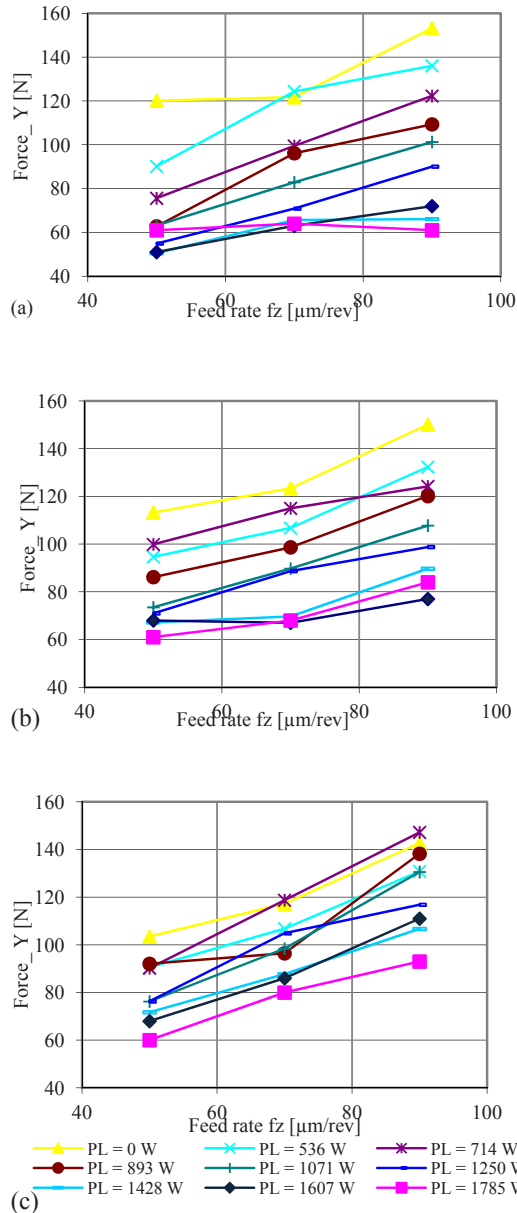 160
140
120
100
80
60
40
Force_ Y [N]
40 60 80 100
Feed rate fz [µm/rev]
(a)
160
140
120
100
80
60
40
Force_ Y [N]
40 60 80 100
Feed rate fz [µm/rev]
(b)
160
140
120
100
80
60
40
Force_ Y [N]
40 60 80 100
Feed rate fz [µm/rev]
PL = 0 W PL = 536 W PL = 714 W
PL = 893 W PL = 1071 W PL = 1250 W
PL = 1428 W PL = 1607 W PL = 1785 W
(c)